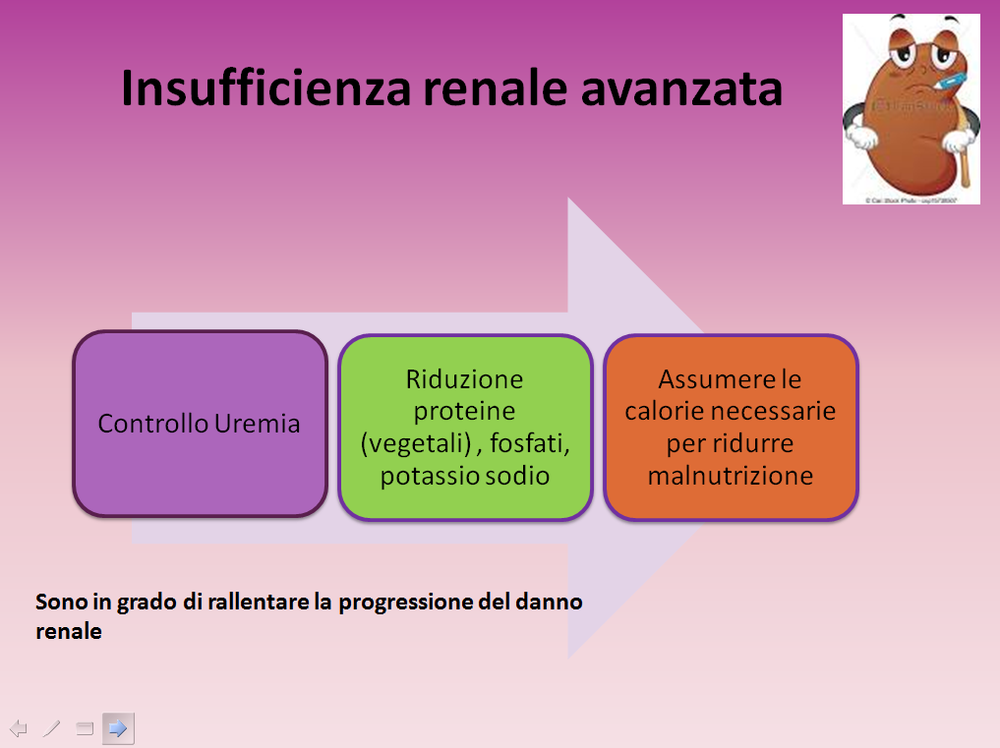 Insufficienza renale avanzata
Controllo Uremia
Riduzione
proteine
(vegetali) , fosfati,
potassio sodio
Assumere le
calorie necessarie
per ridurre
malnutrizione
Sono in grado di rallentare la progressione del danno
renale